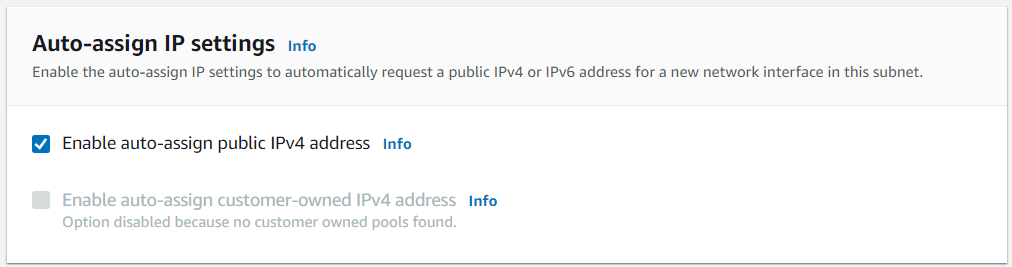 Auto-assign IP settings Info
Enable the auto-assign IP settings to automatically request a public IPv4 or IPv6 address for a new network interface in this subnet.
Enable auto-assign public IPv4 address Info
Enable auto-assign customer-owned IPv4 address Info
Option disabled because no customer owned pools found.